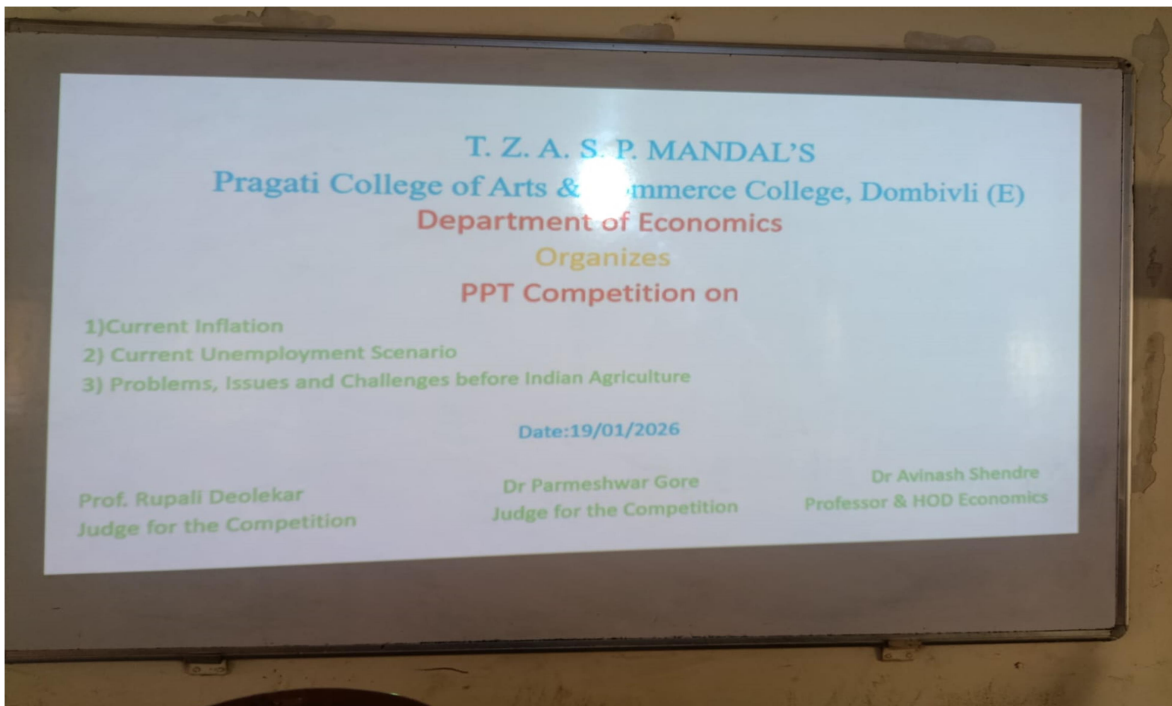 T. Z. A. S. P. MANDAL'S
Pragati College of Arts & Commerce College, Dombivli (E)
Department of Economics
Organizes
PPT Competition on
1)Current Inflation
2) Current Unemployment Scenario
3) Problems, Issues and Challenges before Indian Agriculture
Date:19/01/2026
Prof. Rupali Deolekar
Judge for the Competition
Dr Parmeshwar Gore
Judge for the Competition
Dr Avinash Shendre
Professor & HOD Economics